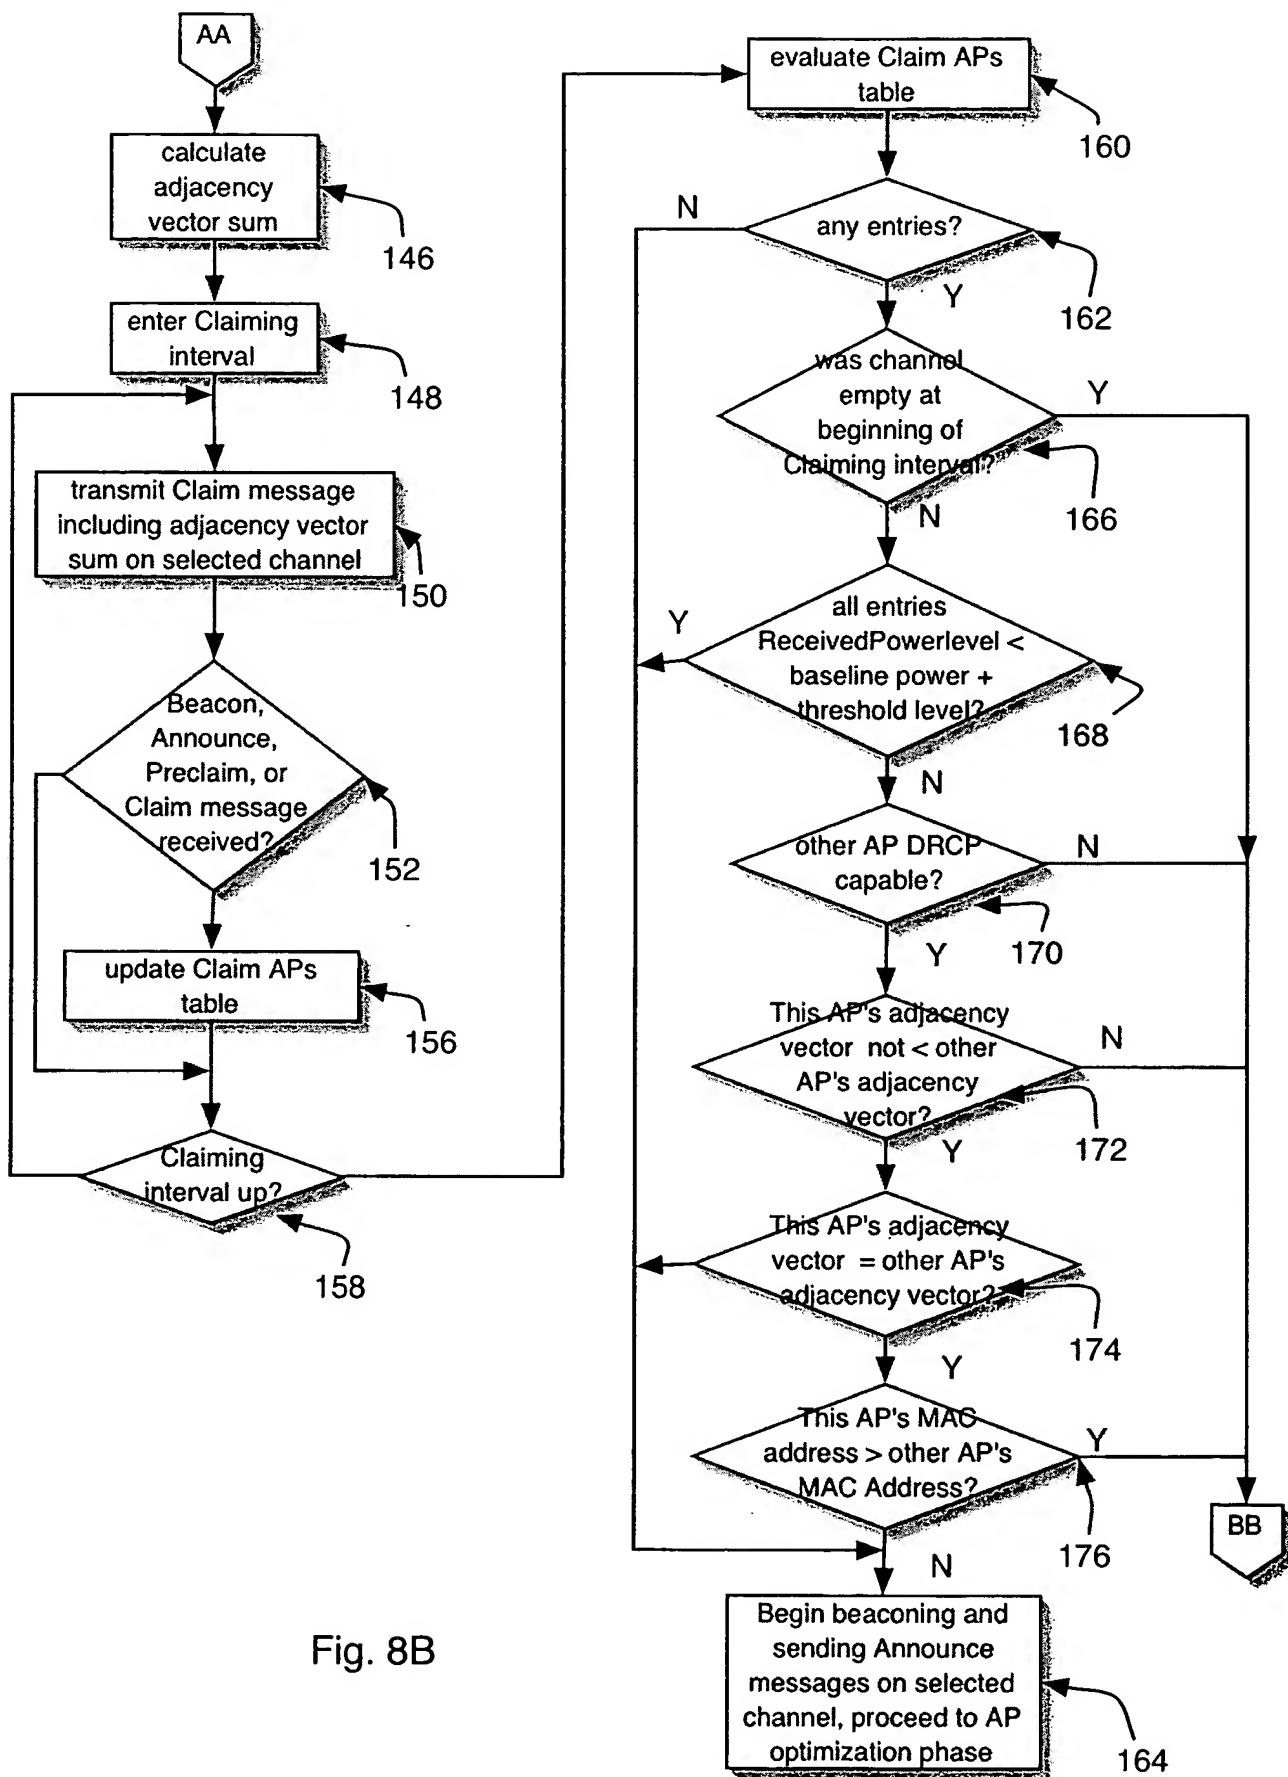 AA
calculate
adjacency
vector sum
146
enter Claiming
interval
148
transmit Claim message
including adjacency vector
sum on selected channel
150
Beacon,
Announce,
Preclaim, or
Claim message
received?
152
update Claim APs
table
156
Claiming
interval up?
158
evaluate Claim APs
table
160
N
any entries?
Y
162
was channel
empty at
beginning of
Claiming interval?
Y
N
166
all entries
ReceivedPowerlevel <
baseline power +
threshold level?
Y
168
N
other AP DRCP
capable?
N
Y
170
This AP's adjacency
vector not < other
AP's adjacency
vector?
N
172
Y
This AP's adjacency
vector = other AP's
adjacency vector?
174
Y
This AP's MAC
address > other AP's
MAC Address?
Y
176
BB
N
Begin beaconing and
sending Announce
messages on selected
channel, proceed to AP
optimization phase
164
Fig. 8B